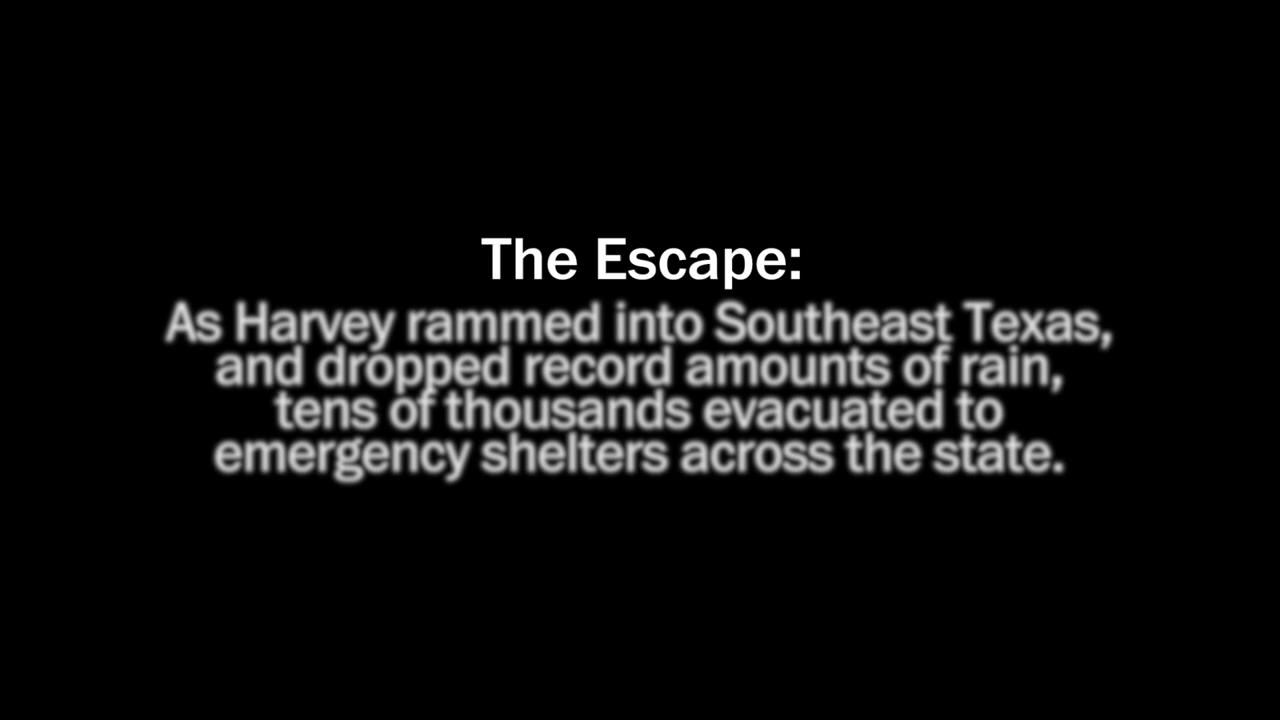 The Escape:
As Harvey rammed into Southeast Texas,
and dropped record amounts of rain,
tens of thousands evacuated to
emergency shelters across the state.